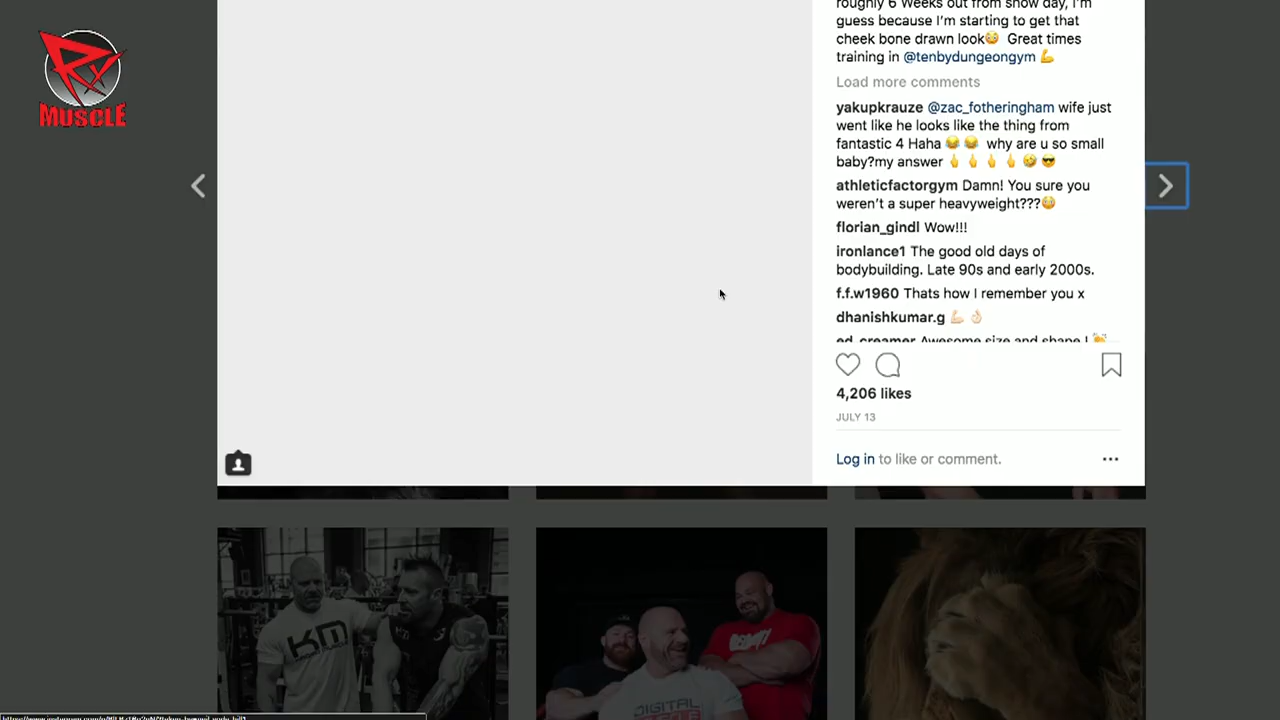 RX
MUSCLE
roughly 6 Weeks out from show day, I'm
guess because I'm starting to get that
cheek bone drawn look😳 Great times
training in @tenbydungeongym 💪
Load more comments
yakupkrauze @zac_fotheringham wife just
went like he looks like the thing from
fantastic 4 Haha 😂 😂 why are u so small
baby?my answer 👆 👆 👆 👆 🤣 😎
athleticfactorgym Damn! You sure you
weren't a super heavyweight???😳
florian_gindl Wow!!!
ironlance1 The good old days of
bodybuilding. Late 90s and early 2000s.
f.f.w1960 Thats how I remember you x
dhanishkumar.g 💪🏻 👌🏻
ed_creamer Awesome size and shape ! 👏
4,206 likes
JULY 13
Log in to like or comment.
KM
DIGITAL
MUSCLE